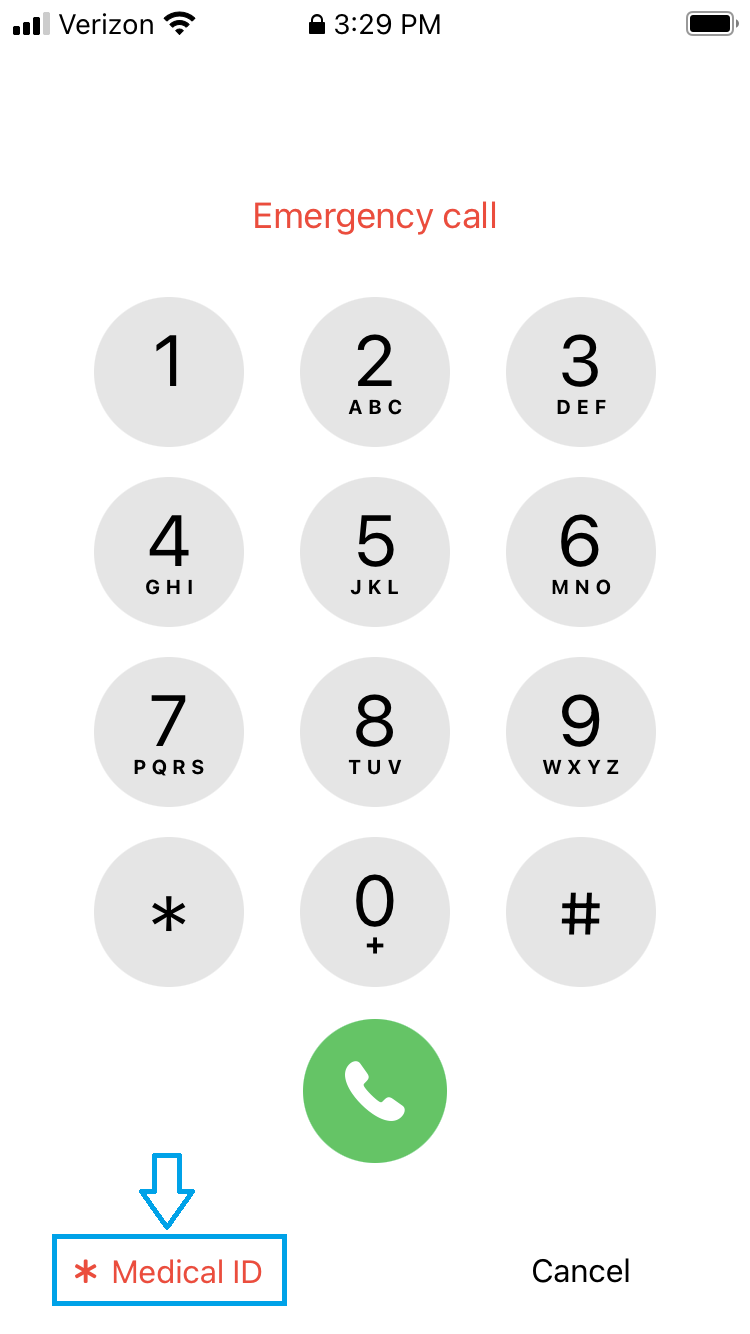 Verizon 3:29 PM
Emergency call
1 2 3
ABC DEF
4 5 6
GHI JKL MNO
7 8 9
PQRS TUV WXYZ
* 0 #
+
* Medical ID Cancel